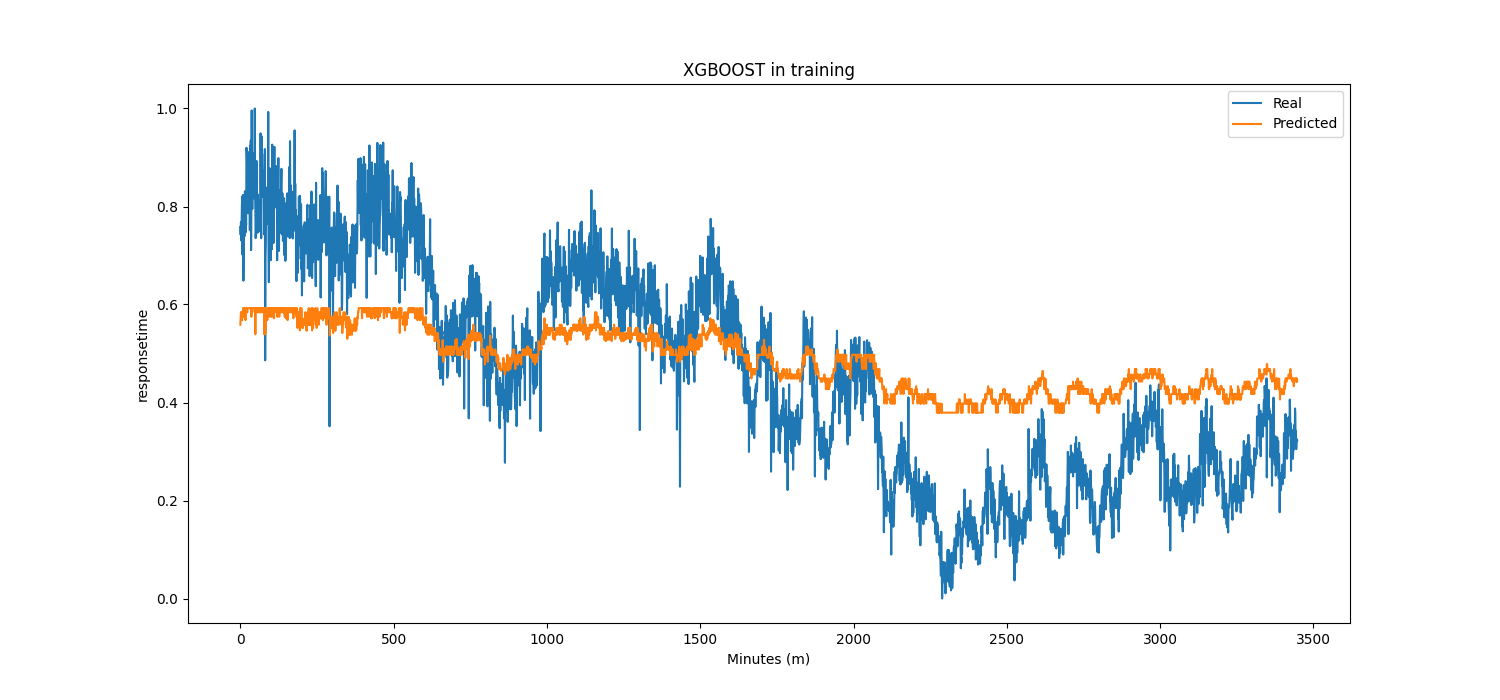 XGBOOST in training
Real
Predicted
responsetime
1.0
0.8
0.6
0.4
0.2
0.0
0 500 1000 1500 2000 2500 3000 3500
Minutes (m)